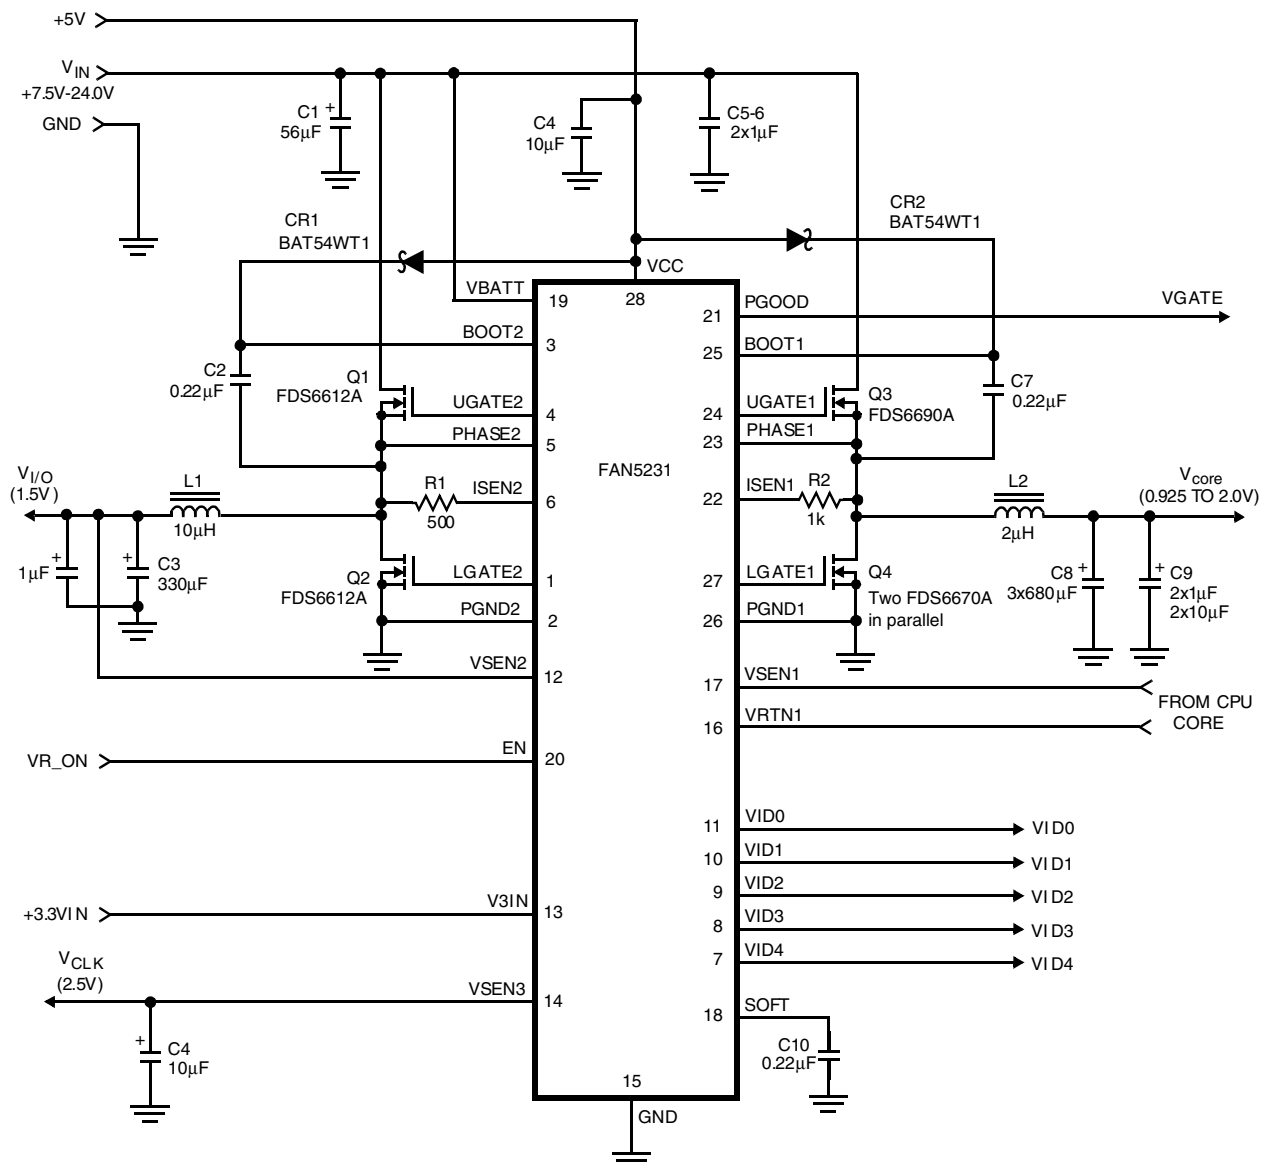 +5V
VIN
+7.5V-24.0V
GND
C1
+
56µF
C4
10µF
C5-6
2x1µF
CR1
BAT54WT1
CR2
BAT54WT1
VCC
28
VBATT
19
BOOT2
3
C2
0.22µF
Q1
FDS6612A
UGATE2
4
PHASE2
5
VI/O
(1.5V)
L1
10µH
R1
500
ISEN2
6
+
1µF
+
C3
330µF
Q2
FDS6612A
LGATE2
1
PGND2
2
VSEN2
12
VR_ON
EN
20
+3.3VIN
V3IN
13
VCLK
(2.5V)
VSEN3
14
+
C4
10µF
FAN5231
15
GND
21
PGOOD
VGATE
25
BOOT1
24
UGATE1
Q3
FDS6690A
C7
0.22µF
23
PHASE1
22
ISEN1
R2
1k
L2
2µH
Vcore
(0.925 TO 2.0V)
27
LGATE1
Q4
Two FDS6670A
in parallel
C8
+
3x680µF
+
C9
2x1µF
2x10µF
26
PGND1
17
VSEN1
16
VRTN1
FROM CPU
CORE
11
VID0
VID0
10
VID1
VID1
9
VID2
VID2
8
VID3
VID3
7
VID4
VID4
18
SOFT
C10
0.22µF